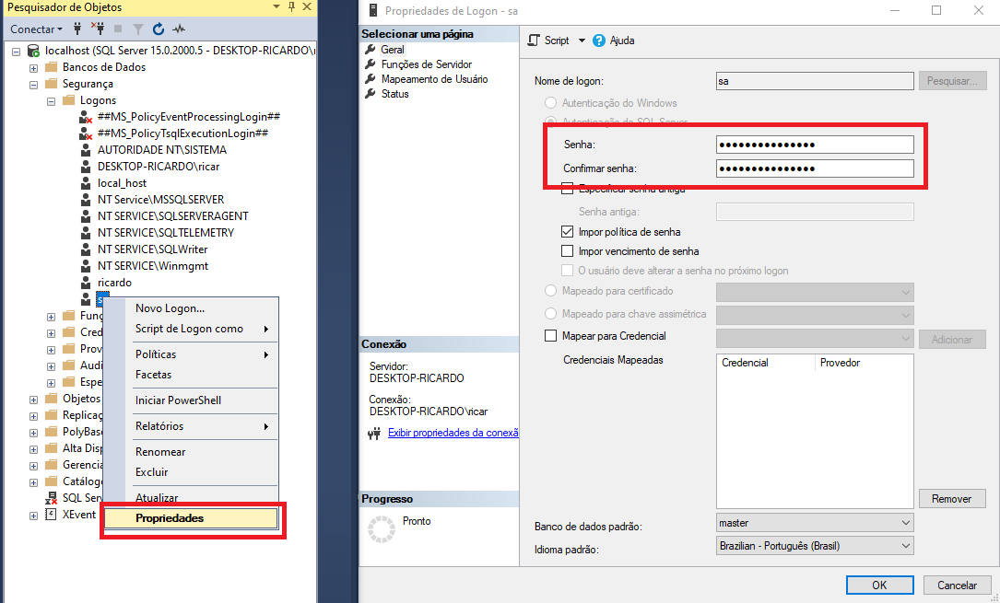 Pesquisador de Objetos
Conectar
localhost (SQL Server 15.0.2000.5 - DESKTOP-RICARDO\r
Bancos de Dados
Segurança
Logons
##MS_PolicyEventProcessingLogin##
##MS_PolicyTsqlExecutionLogin##
AUTORIDADE NT\SISTEMA
DESKTOP-RICARDO\ricar
local_host
NT Service\MSSQLSERVER
NT SERVICE\SQLSERVERAGENT
NT SERVICE\SQLTELEMETRY
NT SERVICE\SQLWriter
NT SERVICE\Winmgmt
ricardo
s
Funç
Cred
Prov
Audi
Espe
Objetos
Replicaç
PolyBas
Alta Disp
Gerencia
Catálogo
SQL Serv
XEvent
Novo Logon...
Script de Logon como
Políticas
Facetas
Iniciar PowerShell
Relatórios
Renomear
Excluir
Atualizar
Propriedades
Propriedades de Logon - sa
Selecionar uma página
Geral
Funções de Servidor
Mapeamento de Usuário
Status
Conexão
Servidor:
DESKTOP-RICARDO
Conexão:
DESKTOP-RICARDO\ricar
Exibir propriedades da conexã
Progresso
Pronto
Script
Ajuda
Nome de logon: sa Pesquisar...
Autenticação do Windows
Autenticação do SQL Server
Senha: ●●●●●●●●●●●●●●●
Confirmar senha: ●●●●●●●●●●●●●●●
Especificar senha antiga
Senha antiga:
Impor política de senha
Impor vencimento de senha
O usuário deve alterar a senha no próximo logon
Mapeado para certificado
Mapeado para chave assimétrica
Mapear para Credencial Adicionar
Credenciais Mapeadas Credencial Provedor
Remover
Banco de dados padrão: master
Idioma padrão: Brazilian - Português (Brasil)
OK Cancelar